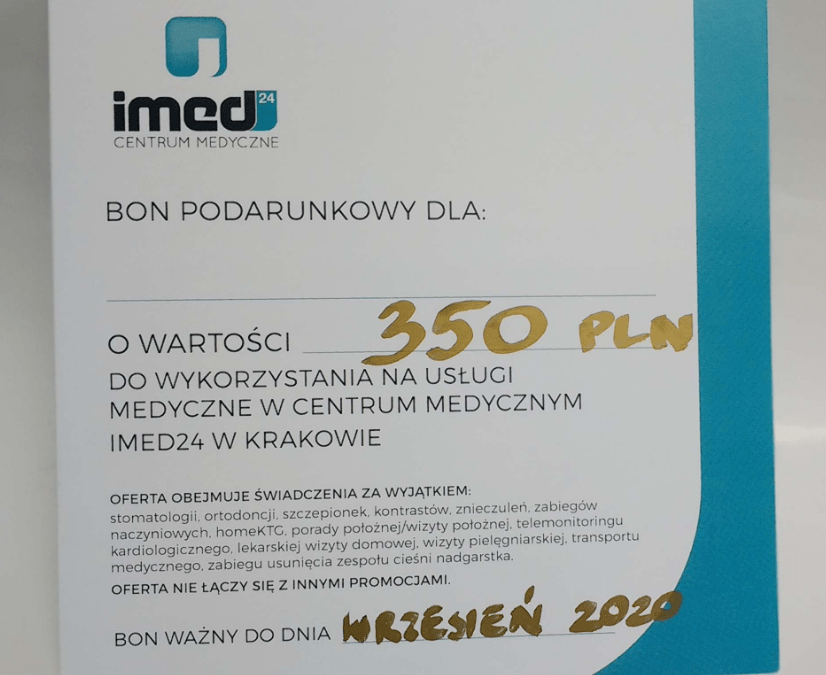 imed24
CENTRUM MEDYCZNE
BON PODARUNKOWY DLA:
O WARTOŚCI 350 PLN
DO WYKORZYSTANIA NA USŁUGI
MEDYCZNE W CENTRUM MEDYCZNYM
IMED24 W KRAKOWIE
OFERTA OBEJMUJE ŚWIADCZENIA ZA WYJĄTKIEM:
stomatologii, ortodoncji, szczepionek, kontrastów, znieczuleń, zabiegów
naczyniowych, homeKTG, porady położnej/wizyty położnej, telemonitoringu
kardiologicznego, lekarskiej wizyty domowej, wizyty pielęgniarskiej, transportu
medycznego, zabiegu usunięcia zespołu cieśni nadgarstka.
OFERTA NIE ŁĄCZY SIĘ Z INNYMI PROMOCJAMI.
BON WAŻNY DO DNIA WRZESIEŃ 2020